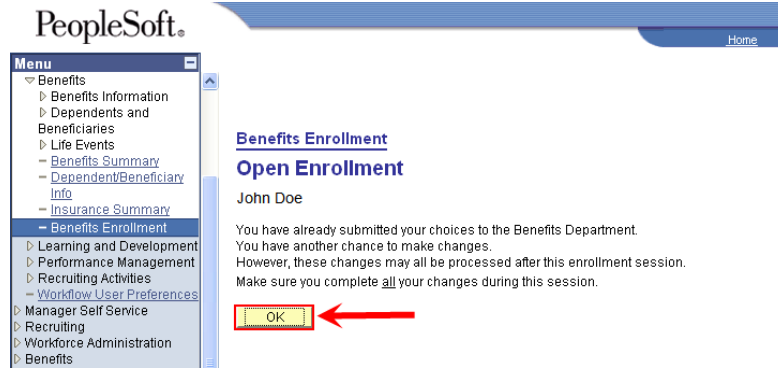 PeopleSoft®
Home
Menu
Benefits
Benefits Information
Dependents and
Beneficiaries
Life Events
Benefits Summary
Dependent/Beneficiary
Info
Insurance Summary
Benefits Enrollment
Learning and Development
Performance Management
Recruiting Activities
Workflow User Preferences
Manager Self Service
Recruiting
Workforce Administration
Benefits
Benefits Enrollment
Open Enrollment
John Doe
You have already submitted your choices to the Benefits Department.
You have another chance to make changes.
However, these changes may all be processed after this enrollment session.
Make sure you complete all your changes during this session.
OK